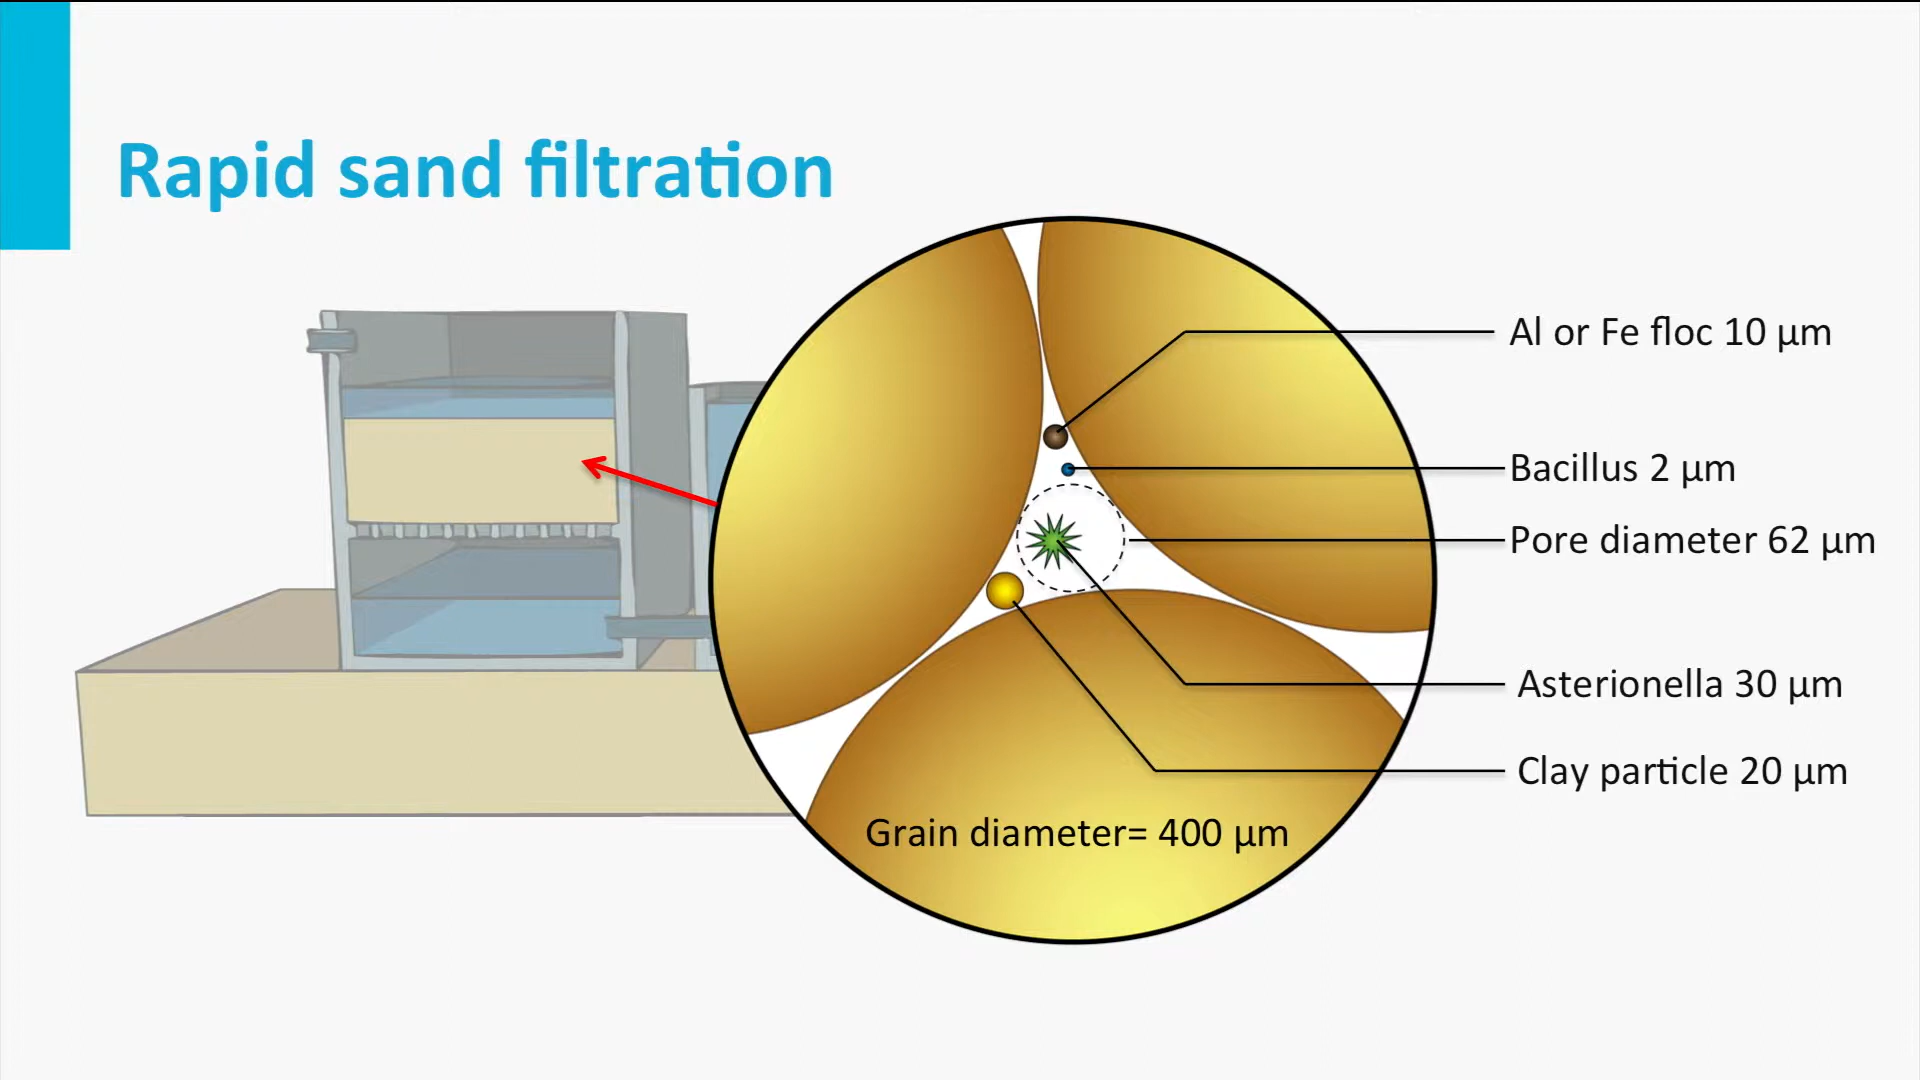 Rapid sand filtration
Al or Fe floc 10 µm
Bacillus 2 µm
Pore diameter 62 µm
Asterionella 30 µm
Clay particle 20 µm
Grain diameter= 400 µm